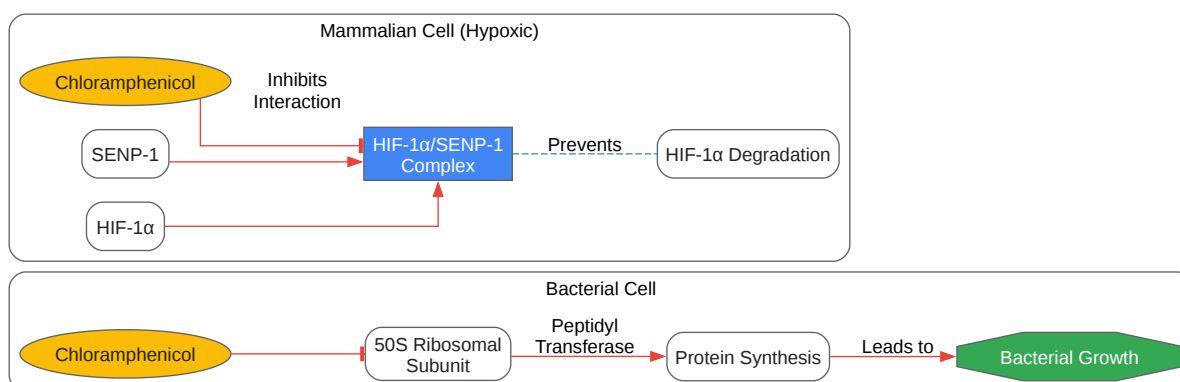 Mammalian Cell (Hypoxic)
Chloramphenicol
Inhibits
Interaction
SENP-1
HIF-1α/SENP-1
Complex
Prevents
HIF-1α Degradation
HIF-1α
Bacterial Cell
Chloramphenicol
50S Ribosomal
Subunit
Peptidyl
Transferase
Protein Synthesis
Leads to
Bacterial Growth